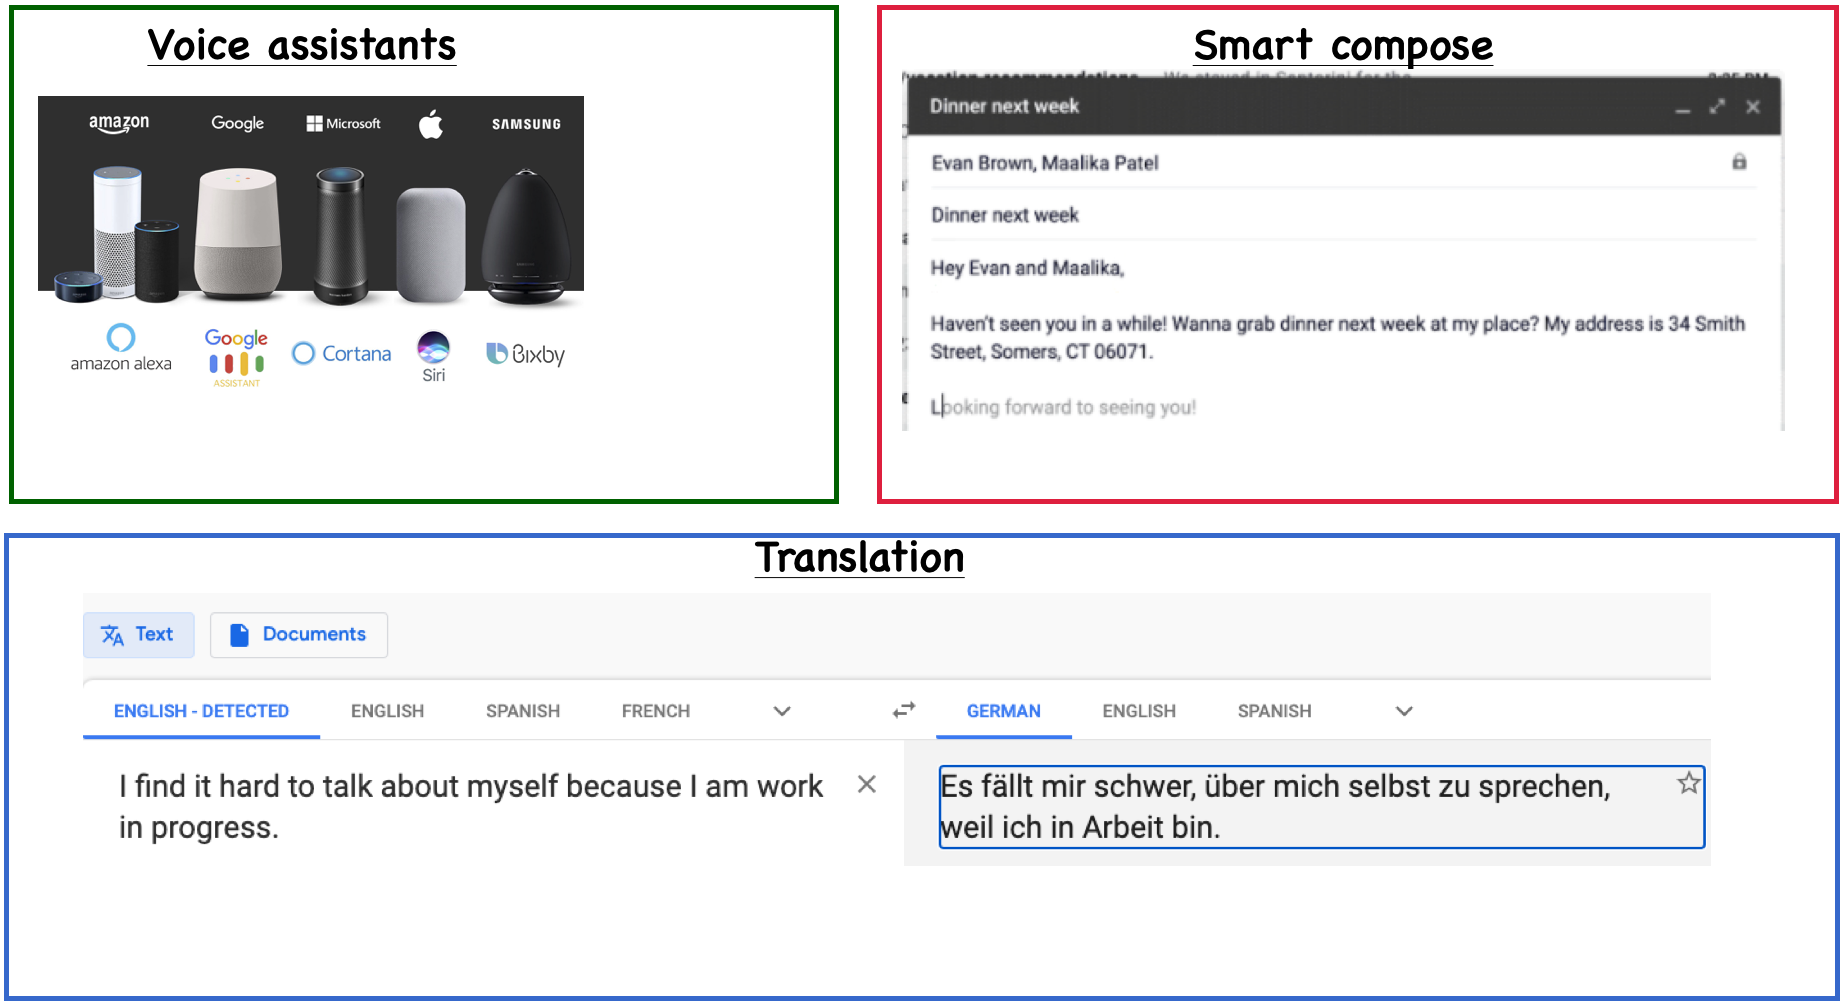 Voice assistants
amazon Google Microsoft SAMSUNG
amazon alexa Google ASSISTANT Cortana Siri Bixby
Smart compose
Dinner next week
Evan Brown, Maalika Patel
Dinner next week
Hey Evan and Maalika,
Haven't seen you in a while! Wanna grab dinner next week at my place? My address is 34 Smith
Street, Somers, CT 06071.
Looking forward to seeing you!
Translation
Text Documents
ENGLISH - DETECTED ENGLISH SPANISH FRENCH GERMAN ENGLISH SPANISH
I find it hard to talk about myself because I am work
in progress.
Es fällt mir schwer, über mich selbst zu sprechen,
weil ich in Arbeit bin.